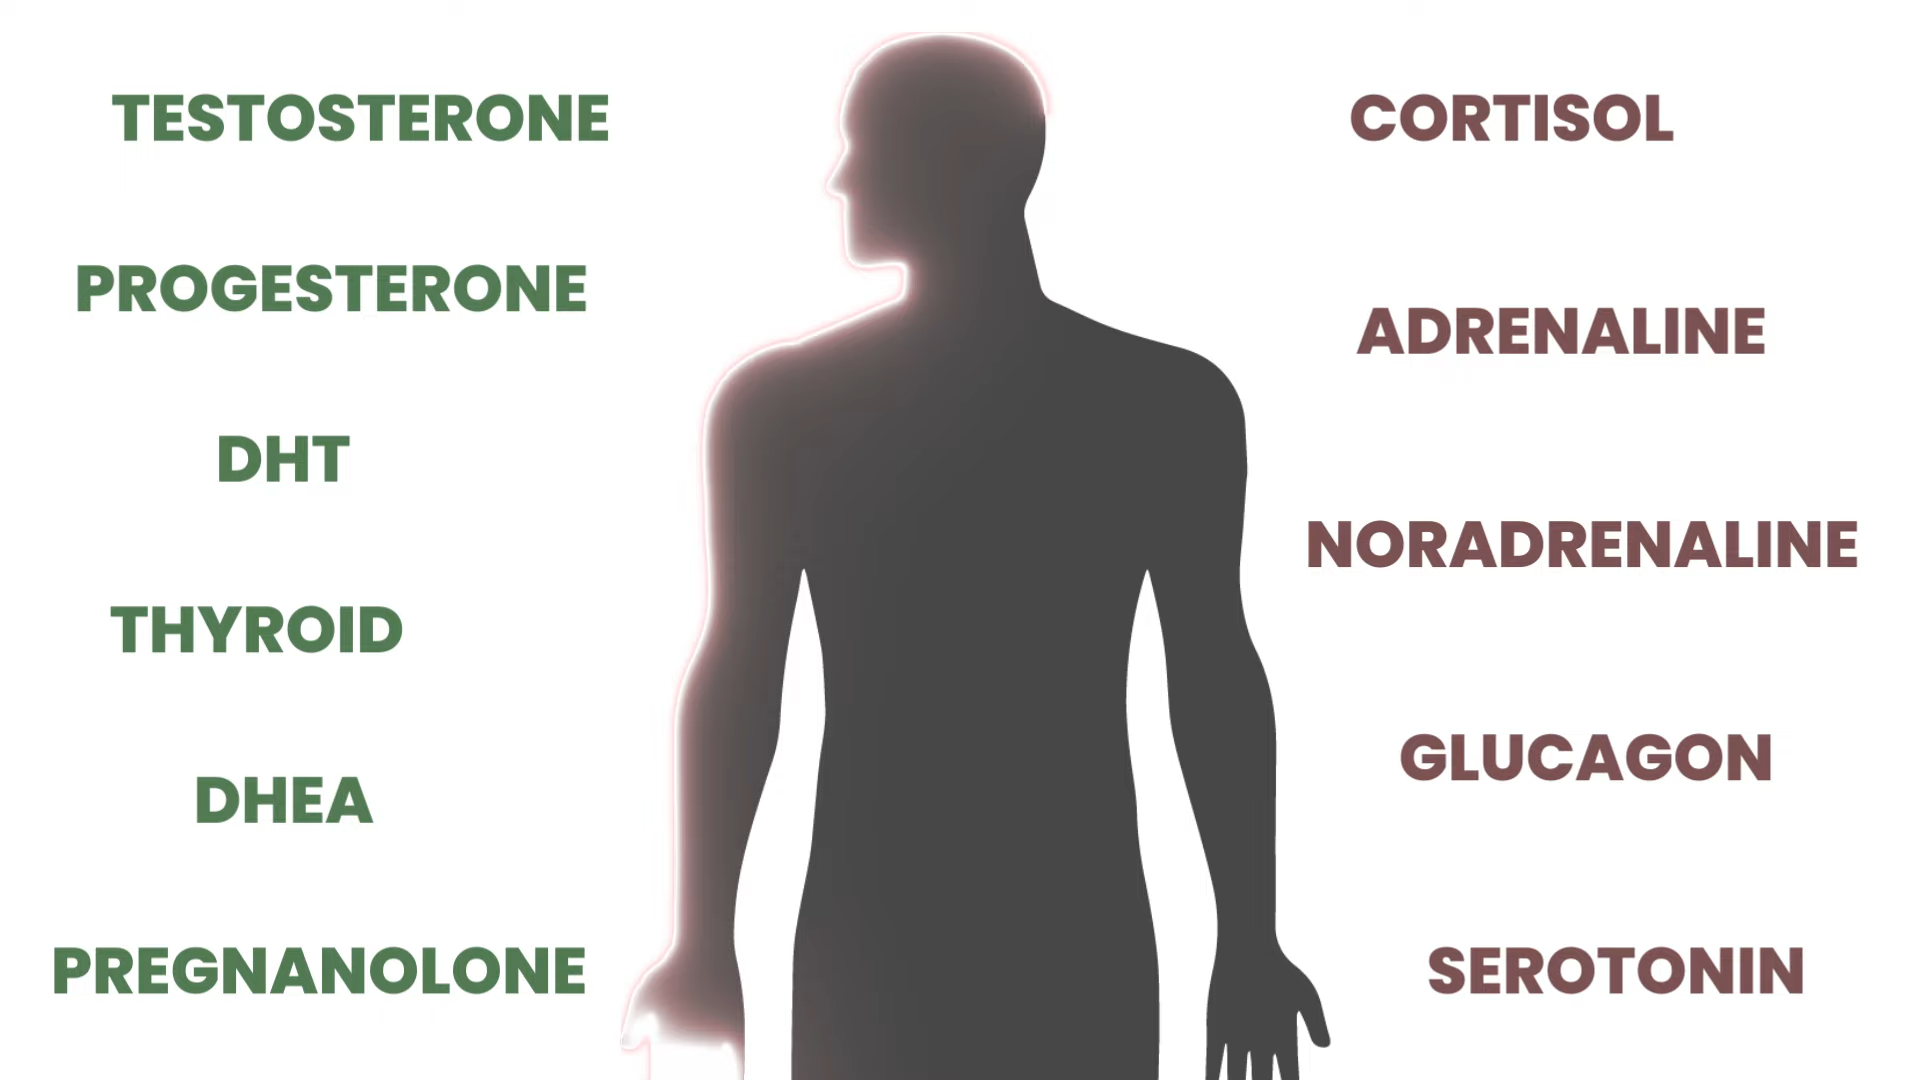 TESTOSTERONE
PROGESTERONE
DHT
THYROID
DHEA
PREGNANOLONE
CORTISOL
ADRENALINE
NORADRENALINE
GLUCAGON
SEROTONIN